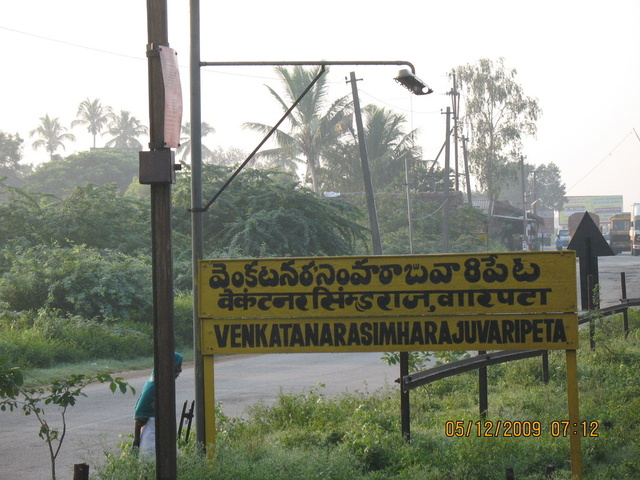 వెంకటనరసింహరాజువారిపేట
वेंकटनरसिम्हराजुवारिपेटा
VENKATANARASIMHARAJUVARIPETA
05/12/2009 07:12